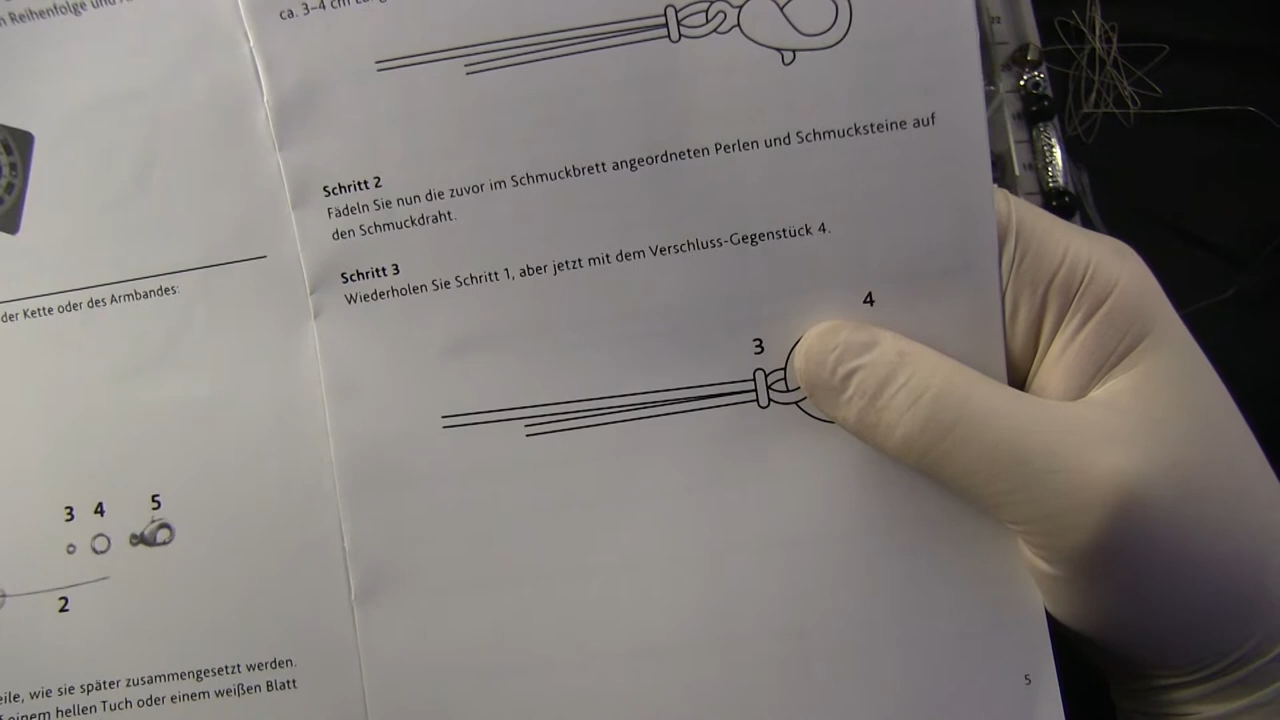 Reihenfolge und
der Kette oder des Armbandes:
3 4 5
2
wie sie später zusammengesetzt werden.
einem hellen Tuch oder einem weißen Blatt
ca. 3–4 cm
Schritt 2
Fädeln Sie nun die zuvor im Schmuckbrett angeordneten Perlen und Schmucksteine auf
den Schmuckdraht.
Schritt 3
Wiederholen Sie Schritt 1, aber jetzt mit dem Verschluss-Gegenstück 4.
4
3
5